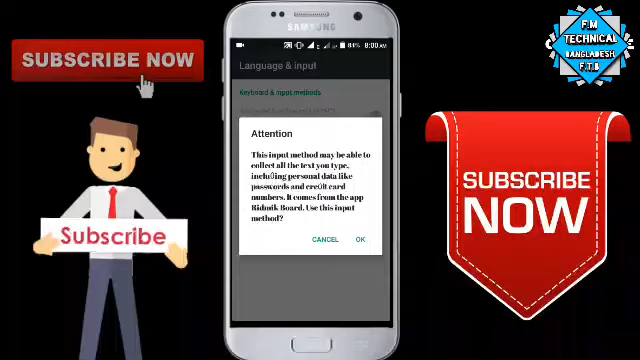 SUBSCRIBE NOW
SAMSUNG
84% 8:00 AM
Language & input
Keyboard & input methods
Attention
This input method may be able to
collect all the text you type,
including personal data like
passwords and credit card
numbers. It comes from the app
Ridmik Board. Use this input
method?
CANCEL OK
Subscribe
SUBSCRIBE
NOW
F.M
TECHNICAL
BANGLADESH
F.T.B